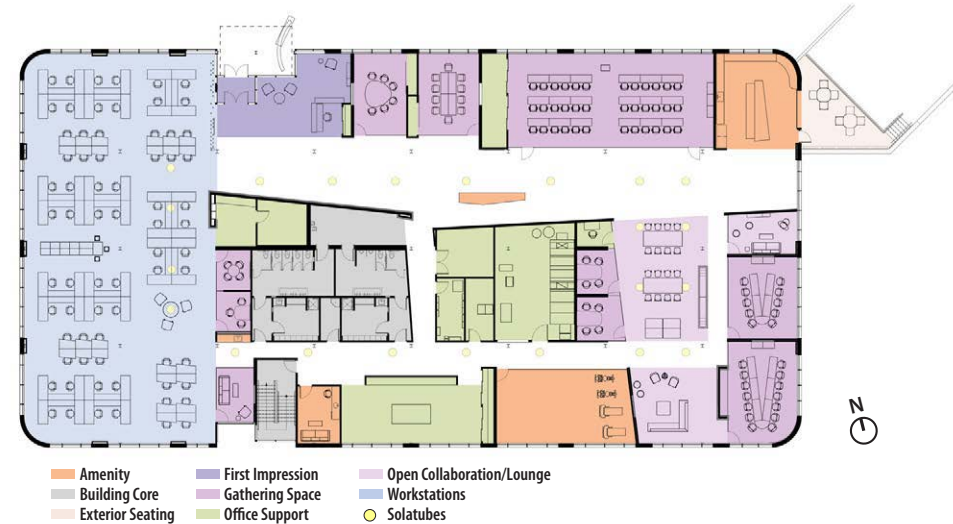 N
Amenity
First Impression
Open Collaboration/Lounge
Building Core
Gathering Space
Workstations
Exterior Seating
Office Support
Solatubes